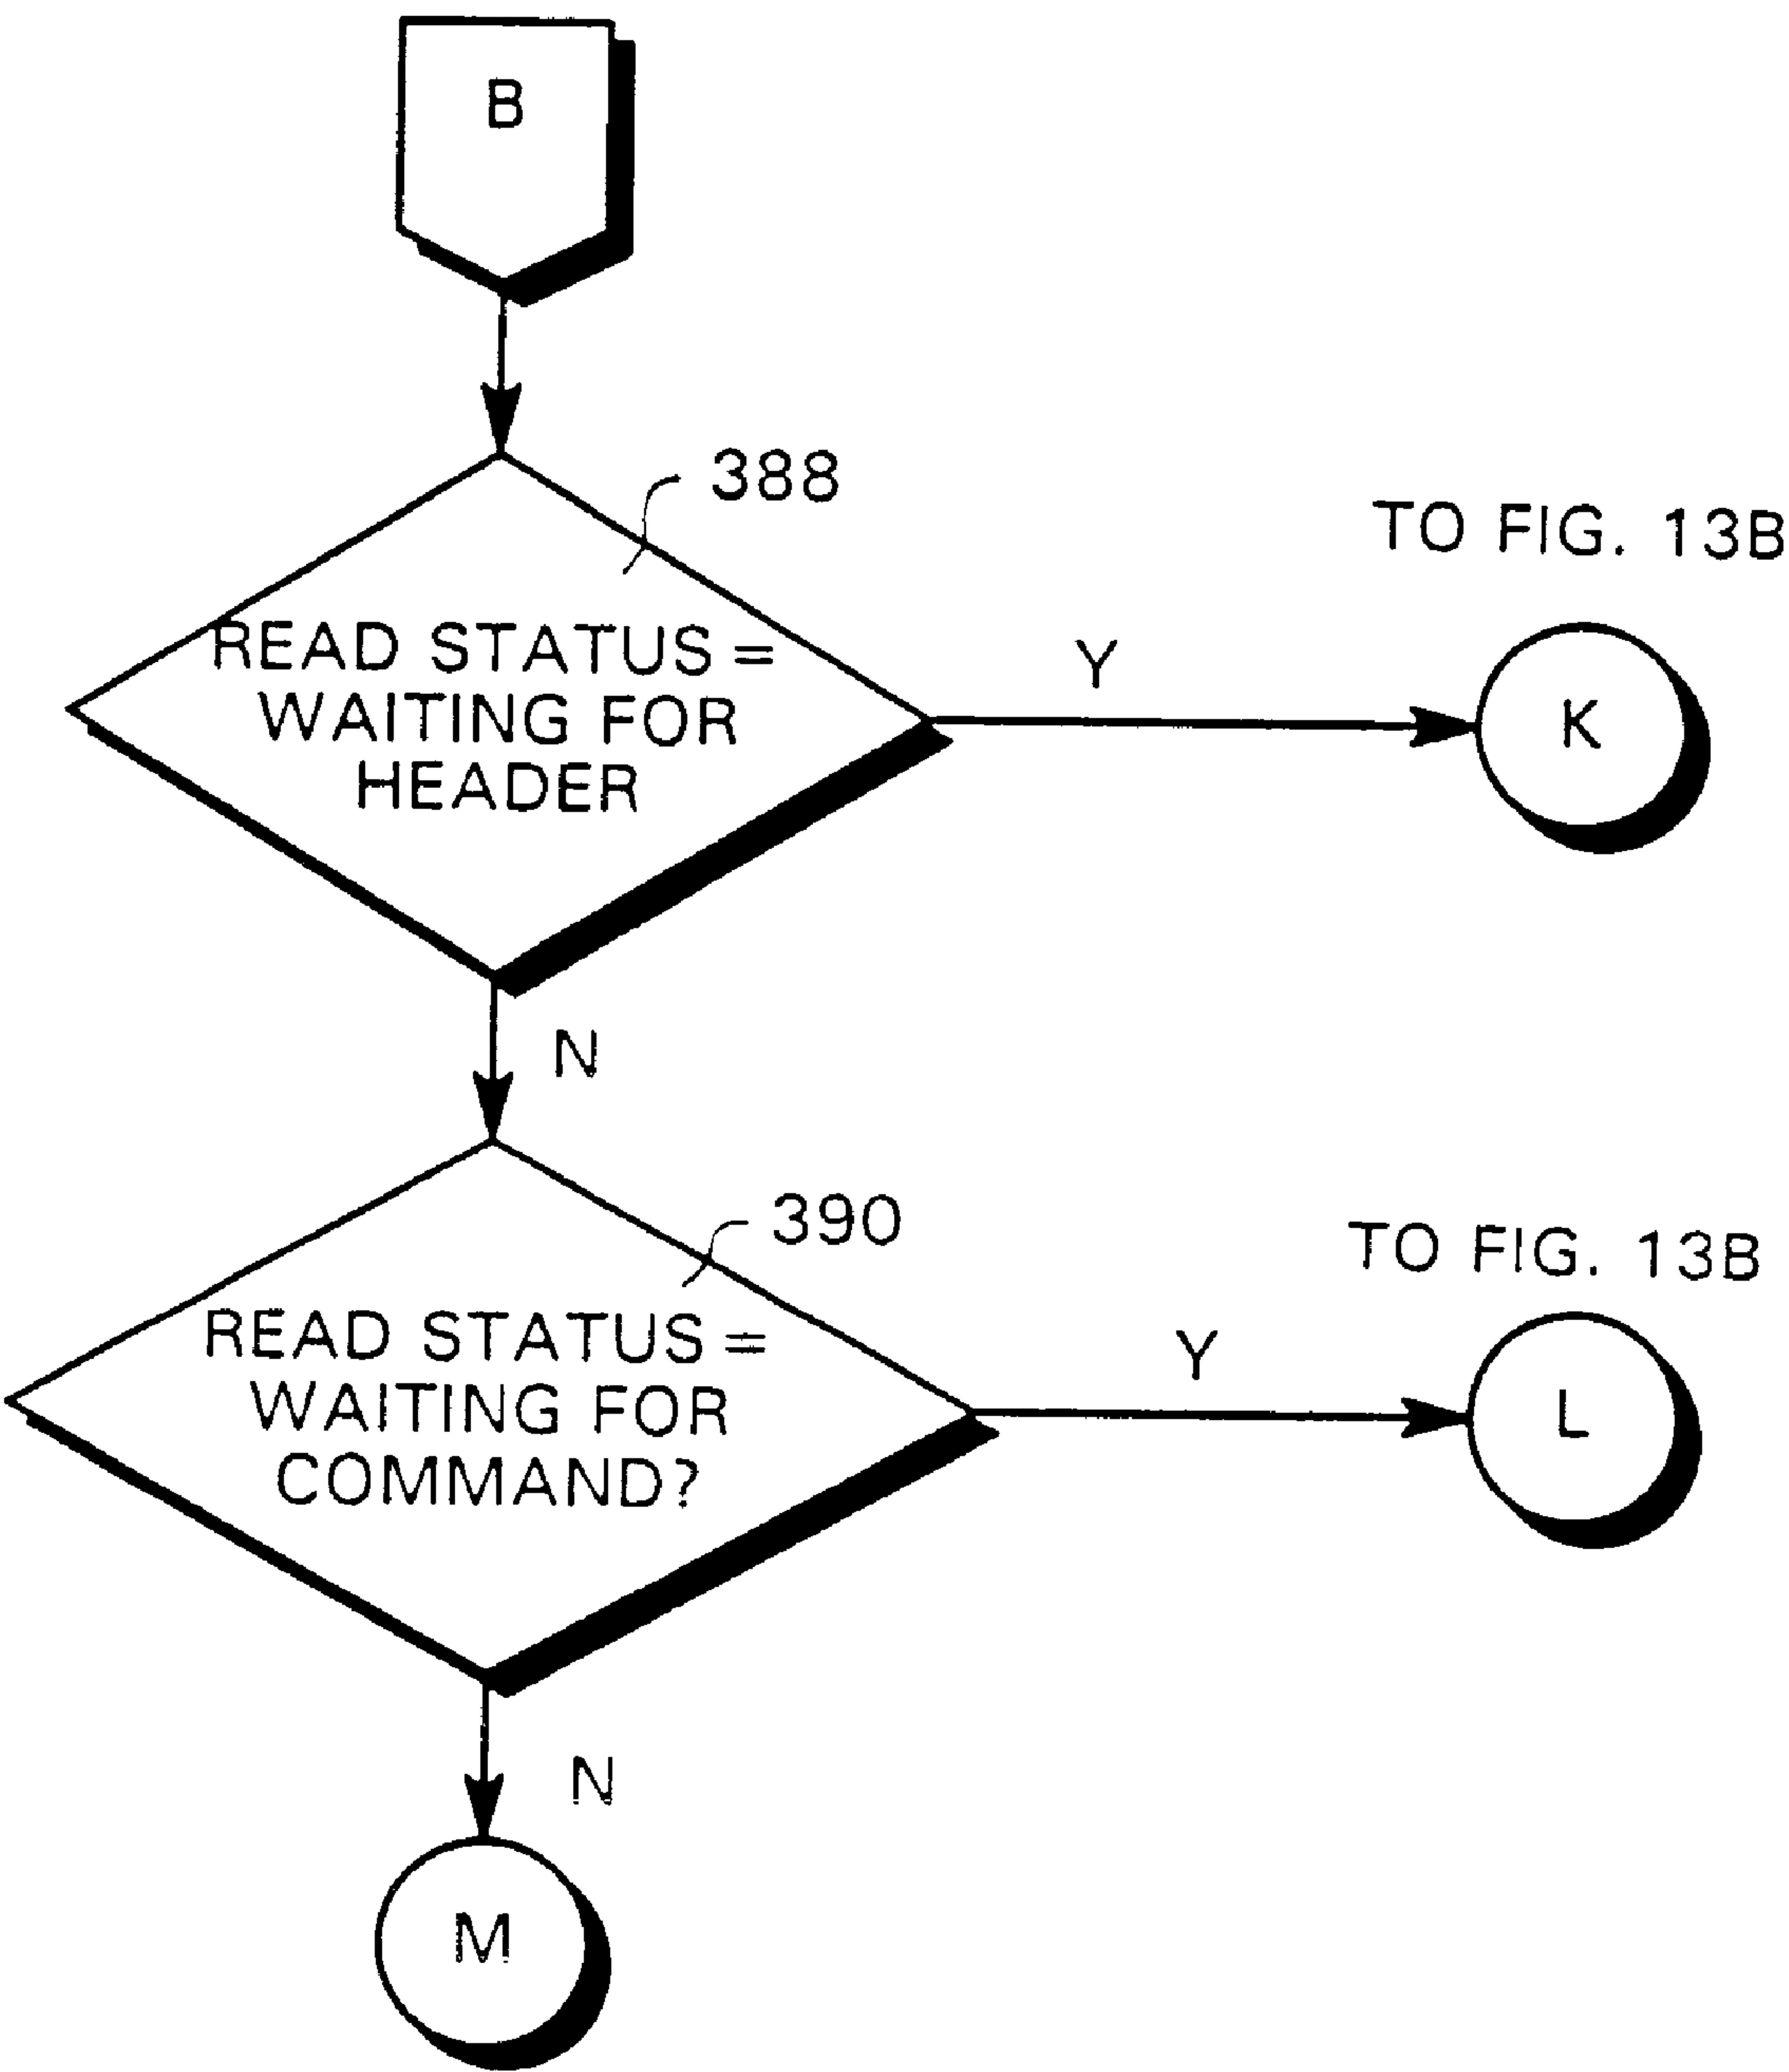 B
388
TO FIG. 13B
READ STATUS =
WAITING FOR
HEADER
Y
K
N
390
TO FIG. 13B
READ STATUS =
WAITING FOR
COMMAND?
Y
L
N
M